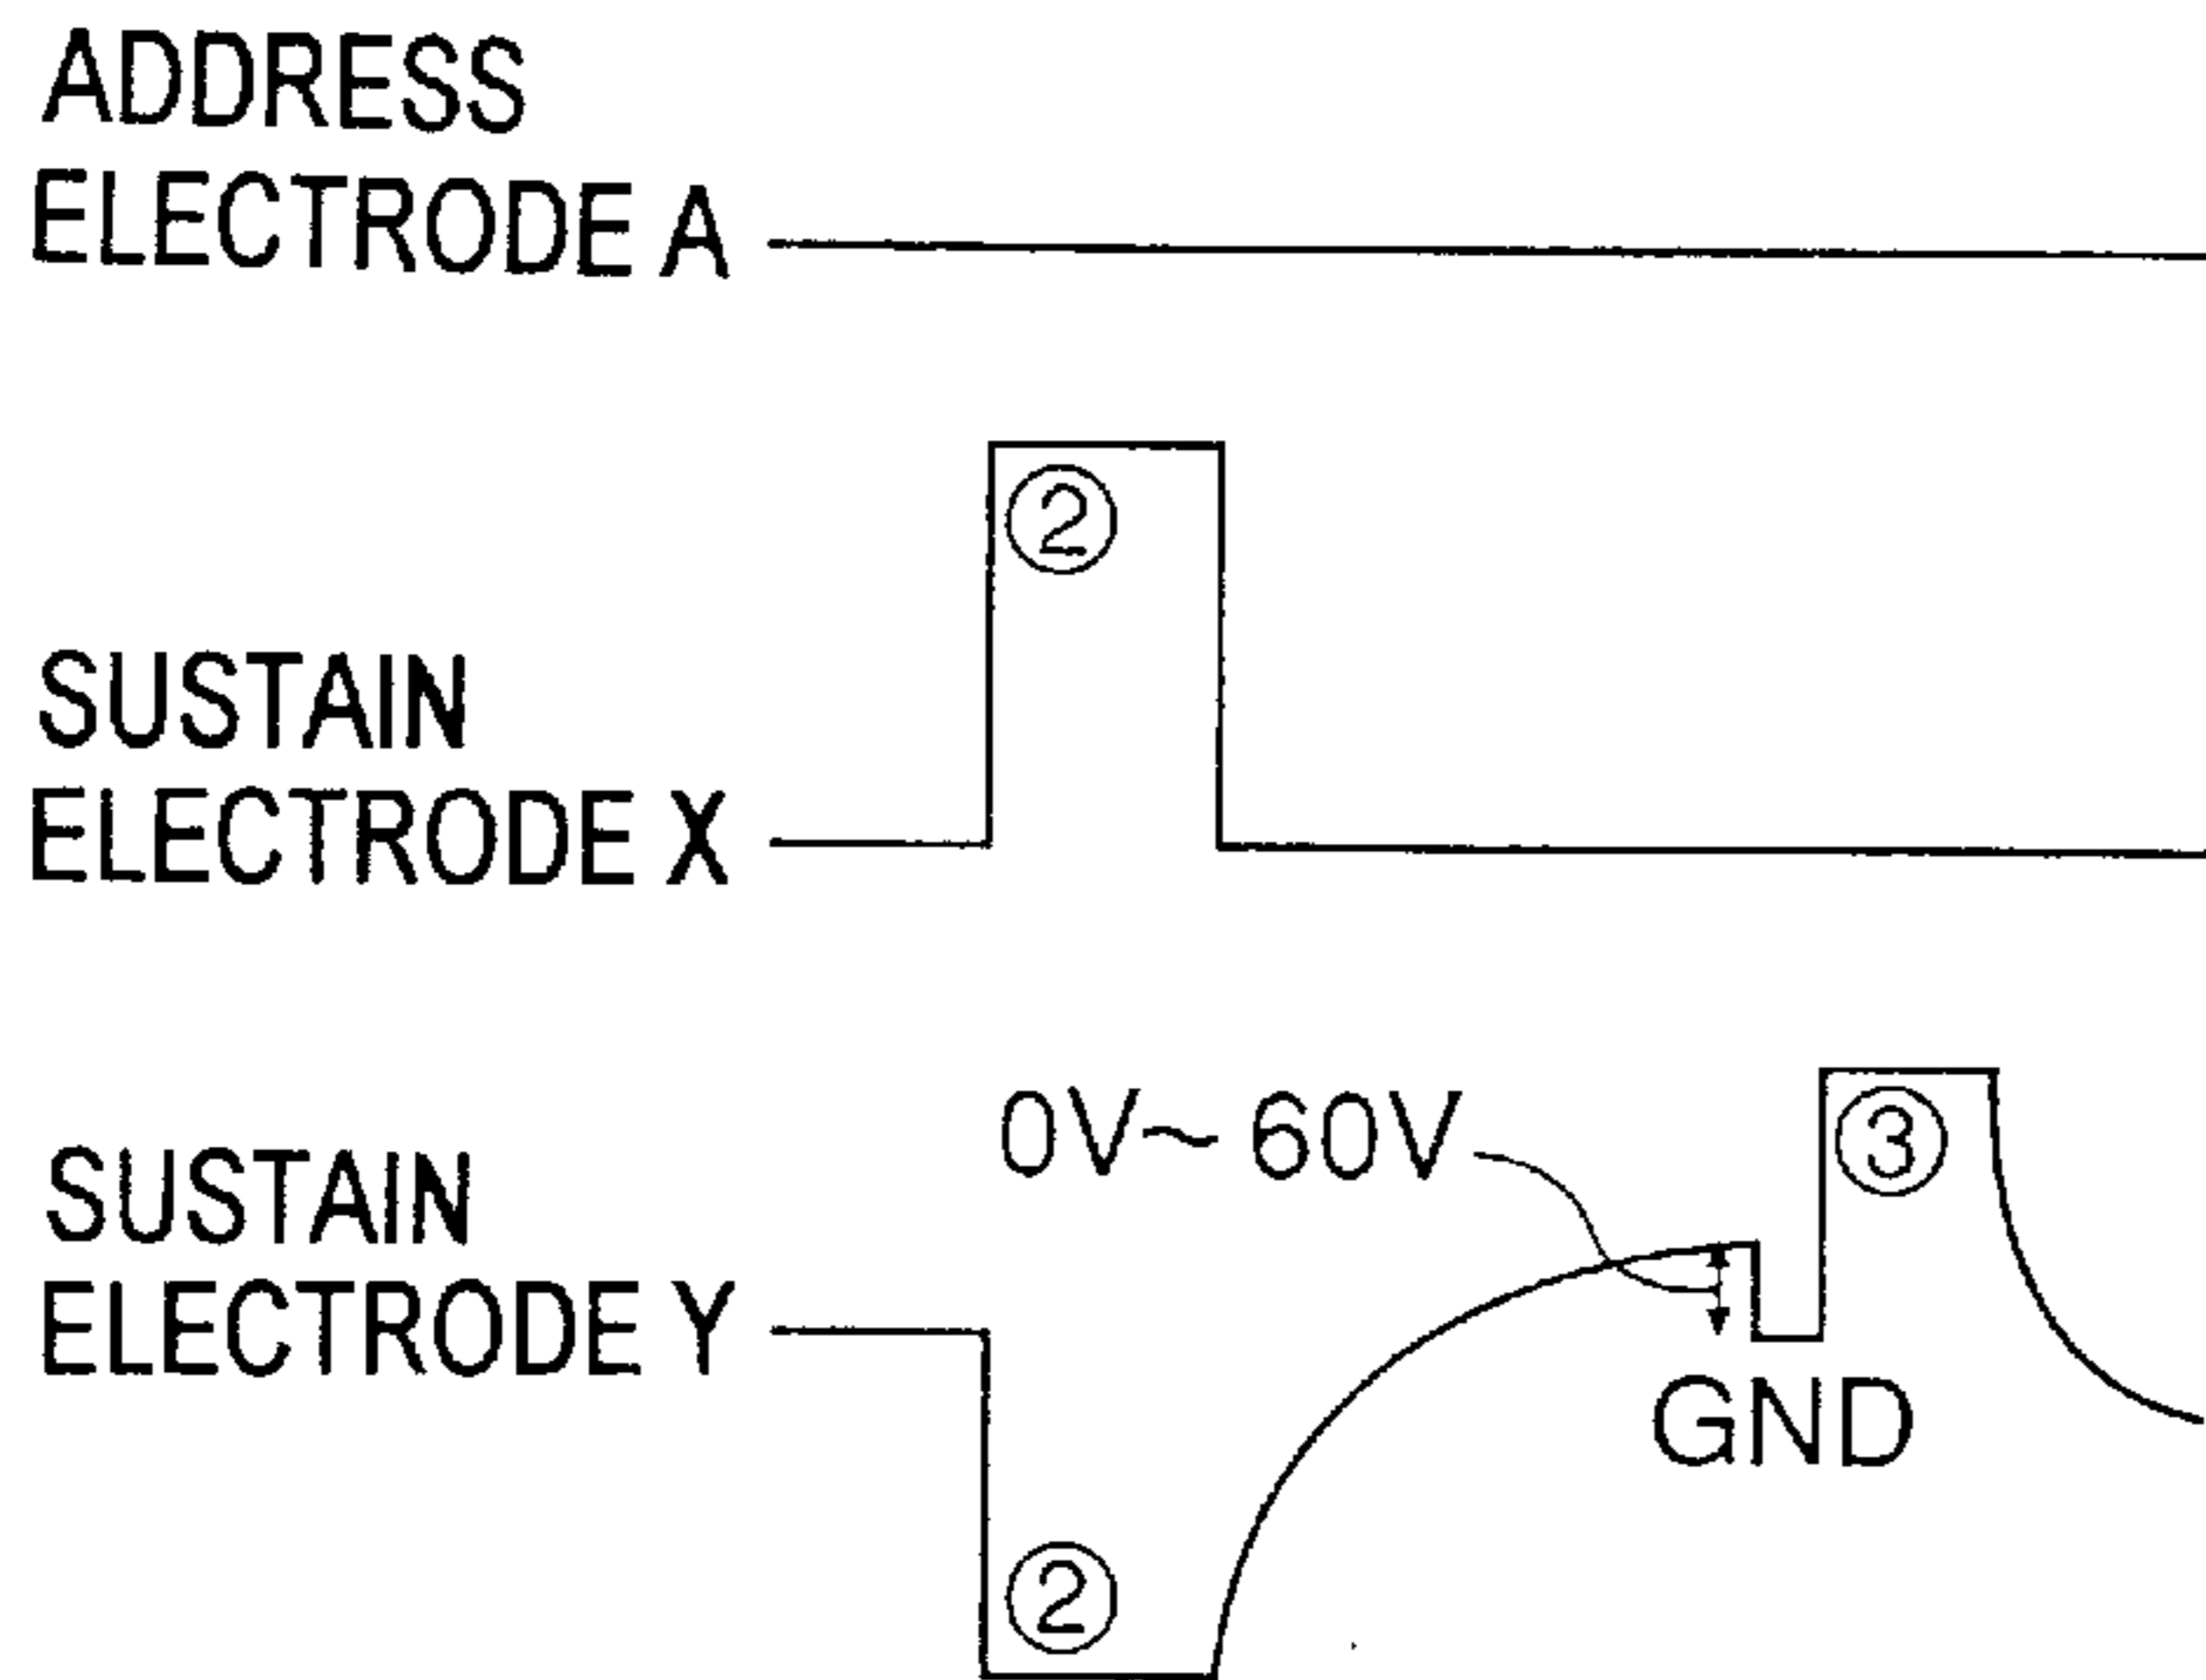 ADDRESS
ELECTRODE A
②
SUSTAIN
ELECTRODE X
0V~60V
③
SUSTAIN
ELECTRODE Y
GND
②